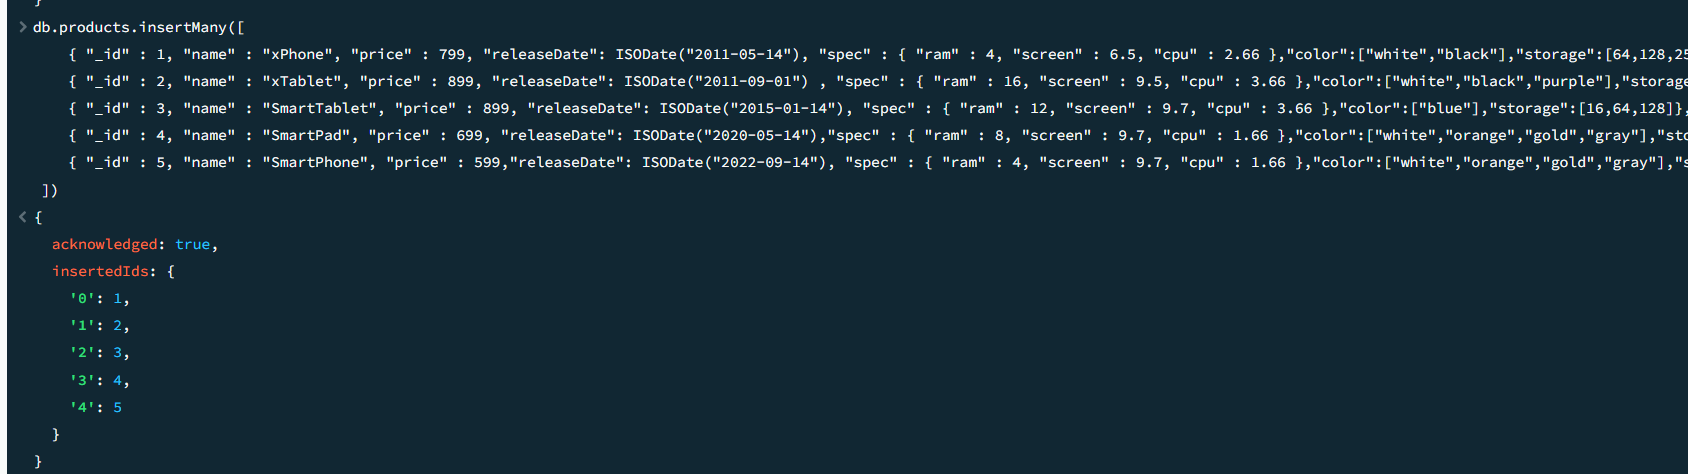 }
db.products.insertMany([
{ "_id" : 1, "name" : "xPhone", "price" : 799, "releaseDate": ISODate("2011-05-14"), "spec" : { "ram" : 4, "screen" : 6.5, "cpu" : 2.66 },"color":["white","black"],"storage":[64,128,25
{ "_id" : 2, "name" : "xTablet", "price" : 899, "releaseDate": ISODate("2011-09-01") , "spec" : { "ram" : 16, "screen" : 9.5, "cpu" : 3.66 },"color":["white","black","purple"],"storage
{ "_id" : 3, "name" : "SmartTablet", "price" : 899, "releaseDate": ISODate("2015-01-14"), "spec" : { "ram" : 12, "screen" : 9.7, "cpu" : 3.66 },"color":["blue"],"storage":[16,64,128]},
{ "_id" : 4, "name" : "SmartPad", "price" : 699, "releaseDate": ISODate("2020-05-14"),"spec" : { "ram" : 8, "screen" : 9.7, "cpu" : 1.66 },"color":["white","orange","gold","gray"],"sto
{ "_id" : 5, "name" : "SmartPhone", "price" : 599,"releaseDate": ISODate("2022-09-14"), "spec" : { "ram" : 4, "screen" : 9.7, "cpu" : 1.66 },"color":["white","orange","gold","gray"],"s
])
{
acknowledged: true,
insertedIds: {
'0': 1,
'1': 2,
'2': 3,
'3': 4,
'4': 5
}
}